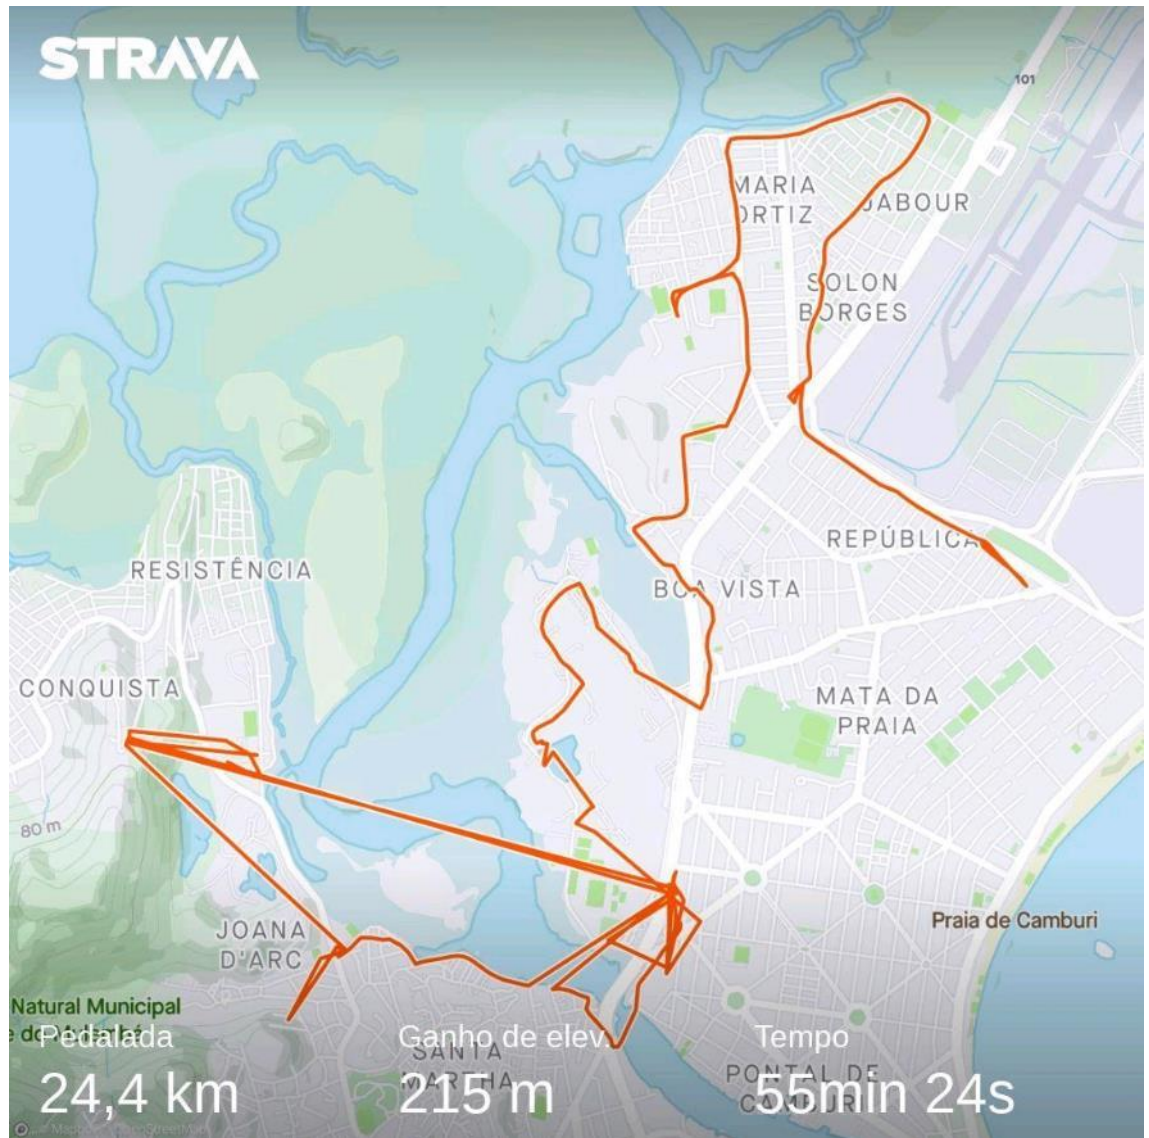 STRAVA
101
MARIA
ORTIZ
JABOUR
SOLON
BORGES
REPÚBLICA
RESISTÊNCIA
BOA VISTA
CONQUISTA
MATA DA
PRAIA
80 m
Praia de Camburi
JOANA
D'ARC
Natural Municipal
Pedalada
Ganho de elev.
Tempo
SANTA
MARTHA
24,4 km
215 m
55min 24s
PONTAL DE
CAMBURI